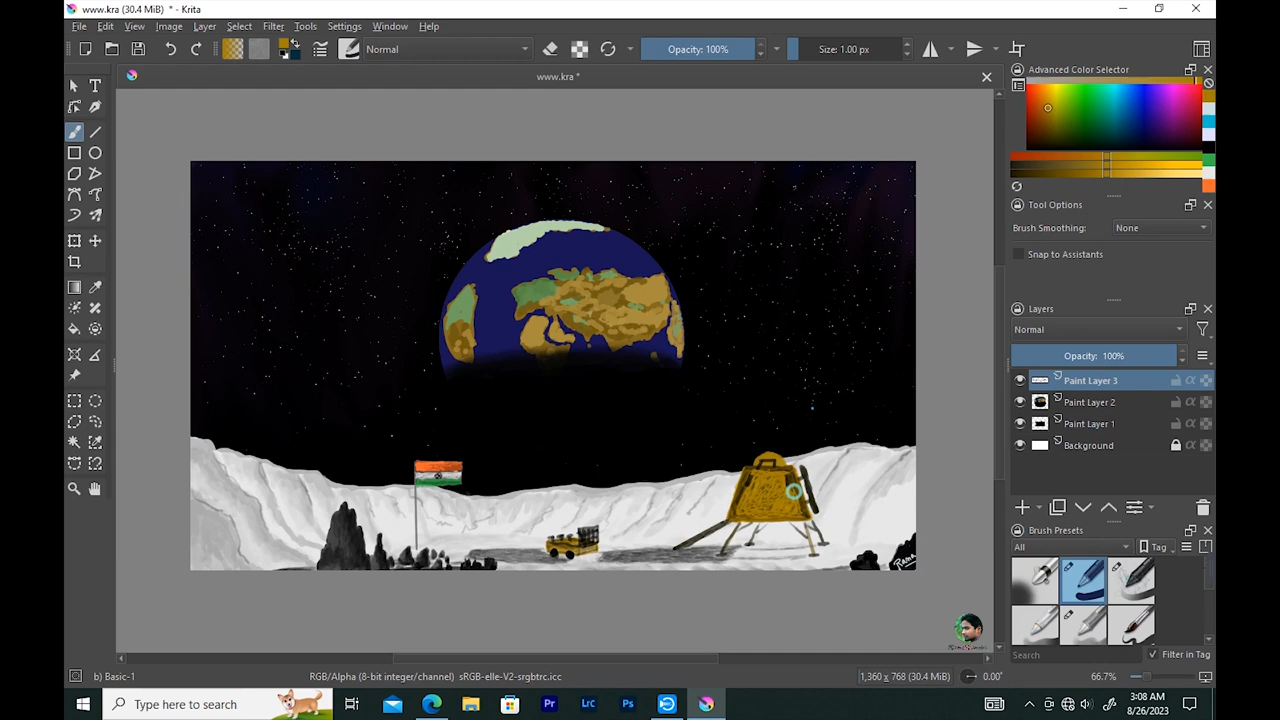 www.kra (30.4 MiB) * - Krita
File Edit View Image Layer Select Filter Tools Settings Window Help
Normal
Opacity: 100%
Size: 1.00 px
www.kra *
Advanced Color Selector
Tool Options
Brush Smoothing: None
Snap to Assistants
Layers
Normal
Opacity: 100%
Paint Layer 3
Paint Layer 2
Paint Layer 1
Background
Brush Presets
All
Tag
Rama
Search
Filter in Tag
b) Basic-1
RGB/Alpha (8-bit integer/channel) sRGB-elle-V2-srgbtrc.icc
1,360 x 768 (30.4 MiB)
0.00°
66.7%
Type here to search
Pr
Lrc
Ps
3:08 AM
8/26/2023